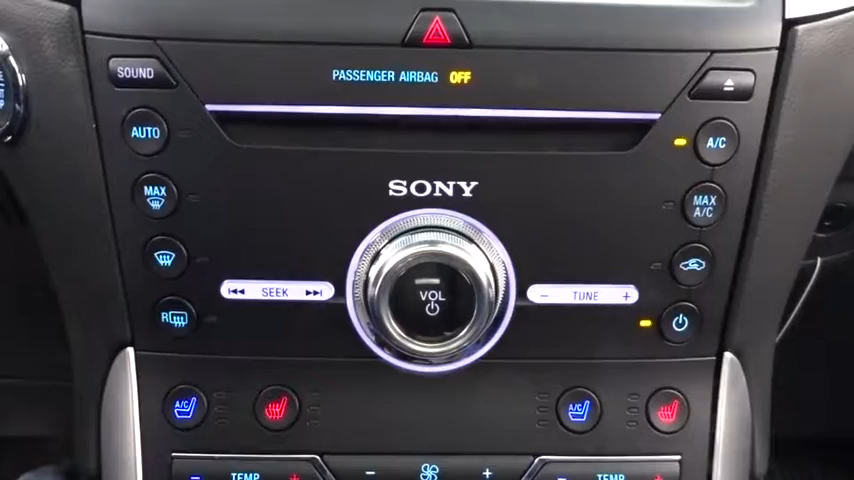 SOUND
PASSENGER AIRBAG OFF
AUTO
A/C
MAX
MAX A/C
SONY
R
SEEK
VOL
- TUNE +
A/C
A/C
- TEMP +
- +
- TEMP +